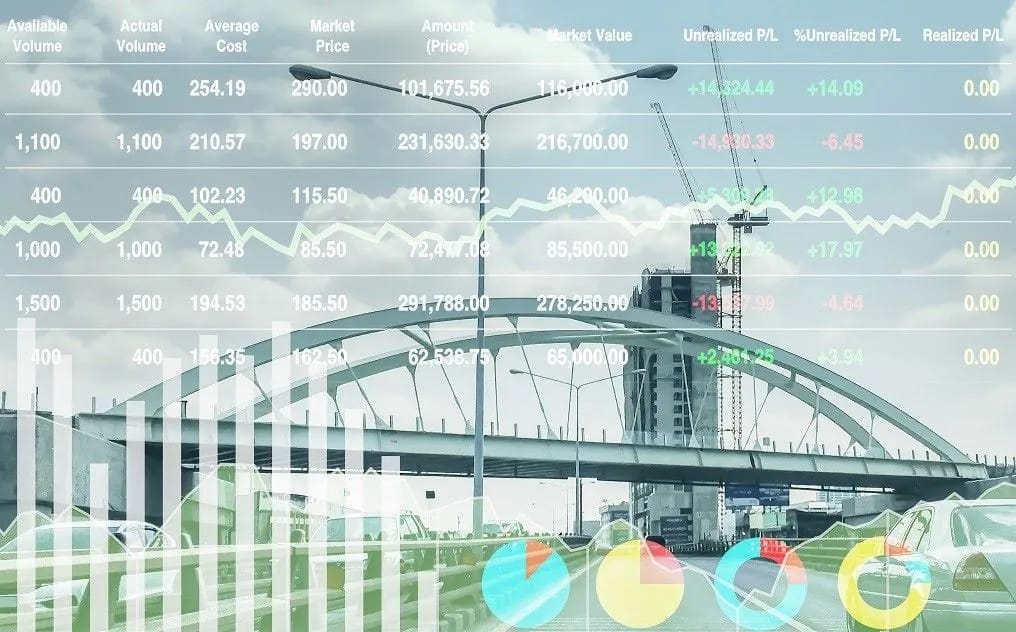 Available Actual Average Market Amount
Volume Volume Cost Price (Price) Market Value Unrealized P/L %Unrealized P/L Realized P/L
400 400 254.19 290.00 101,675.56 116,000.00 +14,324.44 +14.09 0.00
1,100 1,100 210.57 197.00 231,630.33 216,700.00 -14,930.33 -6.45 0.00
400 400 102.23 115.50 40,890.72 46,200.00 +12.98 0.00
1,000 1,000 72.48 85.50 72,477.08 85,500.00 +17.97 0.00
1,500 1,500 194.53 185.50 291,788.00 278,250.00 -4.64 0.00
400 400 156.35 162.50 62,538.75 65,000.00 +2,461.25 +3.94 0.00